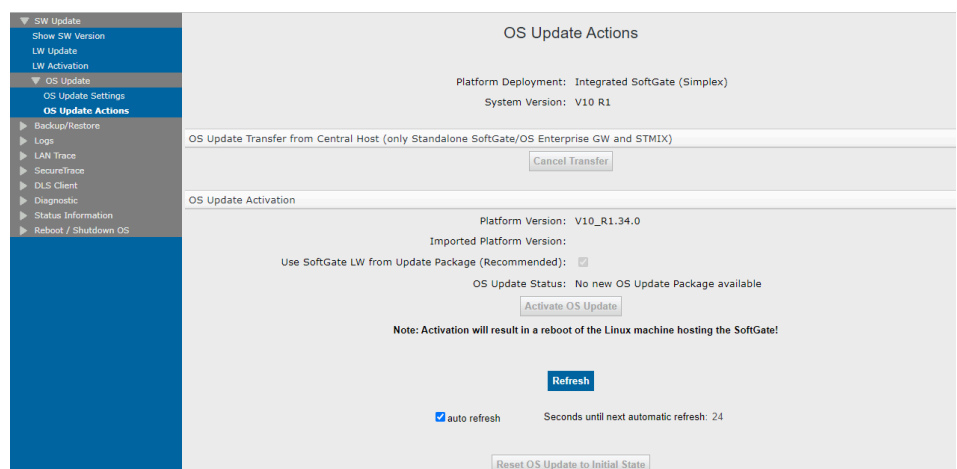 SW Update
Show SW Version
LW Update
LW Activation
OS Update
OS Update Settings
OS Update Actions
Backup/Restore
Logs
LAN Trace
SecureTrace
DLS Client
Diagnostic
Status Information
Reboot / Shutdown OS
OS Update Actions
Platform Deployment: Integrated SoftGate (Simplex)
System Version: V10 R1
OS Update Transfer from Central Host (only Standalone SoftGate/OS Enterprise GW and STMIX)
Cancel Transfer
OS Update Activation
Platform Version: V10_R1.34.0
Imported Platform Version:
Use SoftGate LW from Update Package (Recommended):
OS Update Status: No new OS Update Package available
Activate OS Update
Note: Activation will result in a reboot of the Linux machine hosting the SoftGate!
Refresh
auto refresh Seconds until next automatic refresh: 24
Reset OS Update to Initial State